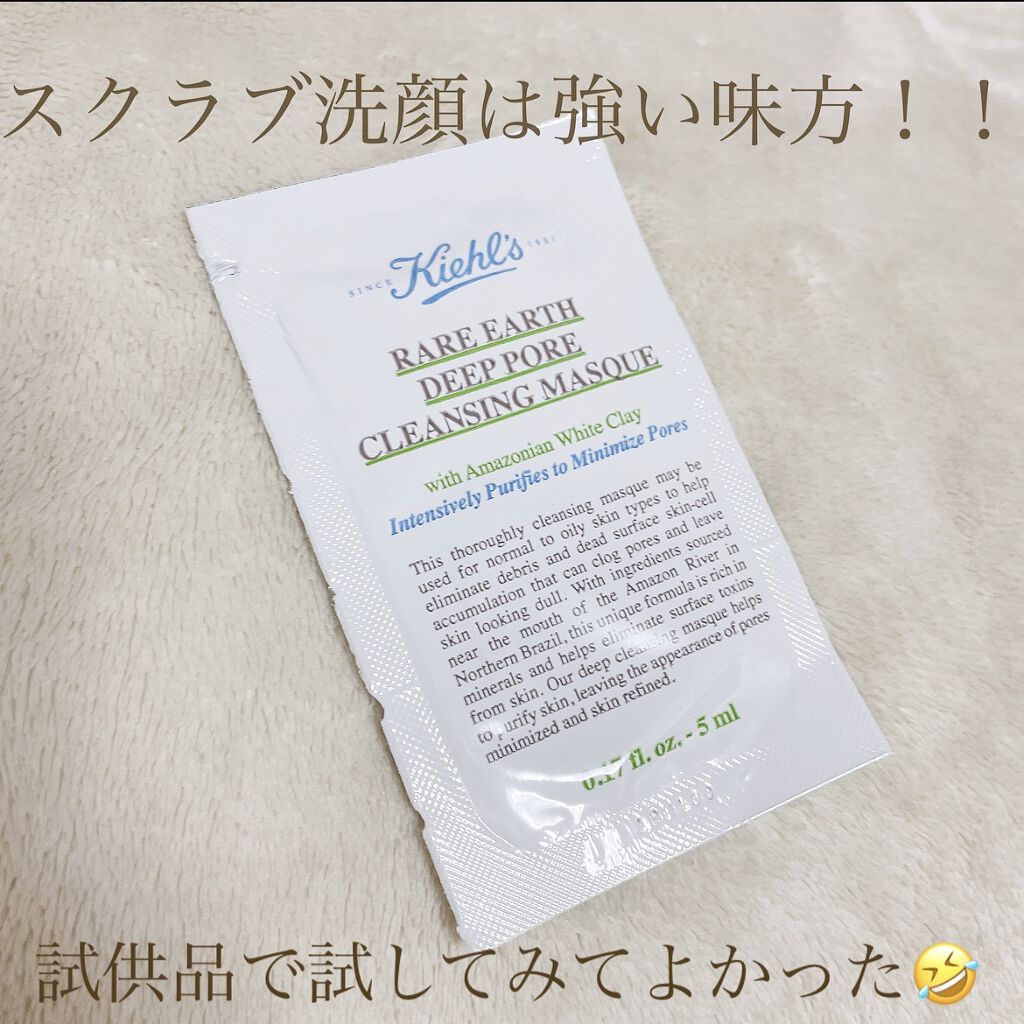 スクラブ洗顔は強い味方！！
SINCE Kiehl's 1851
RARE EARTH
DEEP PORE
CLEANSING MASQUE
with Amazonian White Clay
Intensively Purifies to Minimize Pores
This thoroughly cleansing masque may be
used for normal to oily skin types to help
eliminate debris and dead surface skin-cell
accumulation that can clog pores and leave
skin looking dull. With ingredients sourced
near the mouth of the Amazon River in
Northern Brazil, this unique formula is rich in
minerals and helps eliminate surface toxins
from skin. Our deep cleansing masque helps
to purify skin, leaving the appearance of pores
minimized and skin refined.
0.17 fl. oz. - 5 ml
試供品で試してみてよかった🤣